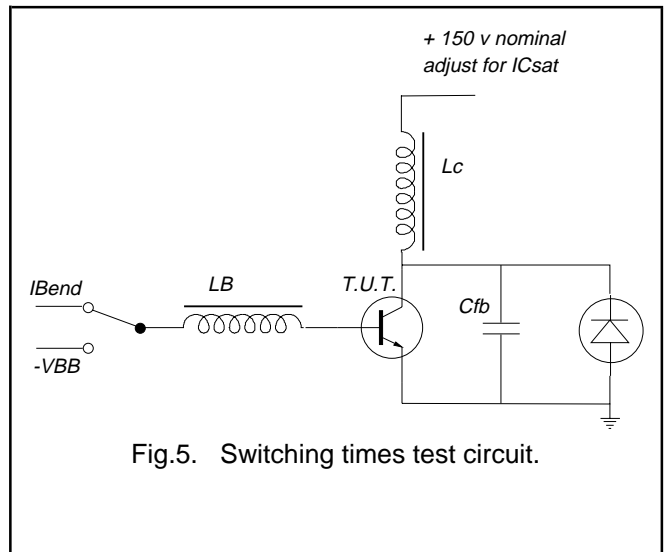 + 150 v nominal
adjust for ICsat
Lc
IBend
LB
T.U.T.
Cfb
-VBB
Fig.5. Switching times test circuit.